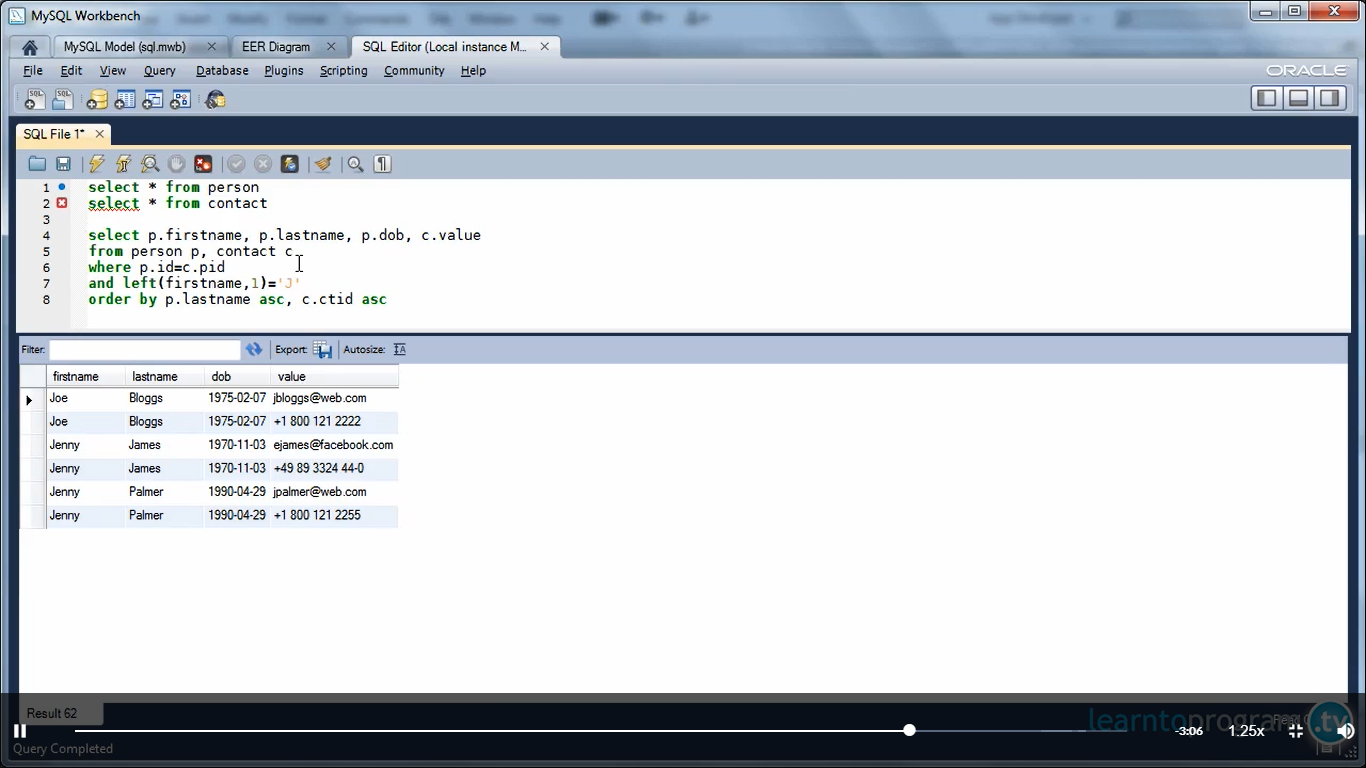 MySQL Workbench
MySQL Model (sql.mwb) EER Diagram SQL Editor (Local instance M...
File Edit View Query Database Plugins Scripting Community Help
ORACLE
SQL File 1*
1 select * from person
2 select * from contact
3
4 select p.firstname, p.lastname, p.dob, c.value
5 from person p, contact c
6 where p.id=c.pid
7 and left(firstname,1)='J'
8 order by p.lastname asc, c.ctid asc
Filter: Export: Autosize:
firstname lastname dob value
Joe Bloggs 1975-02-07 jbloggs@web.com
Joe Bloggs 1975-02-07 +1 800 121 2222
Jenny James 1970-11-03 ejames@facebook.com
Jenny James 1970-11-03 +49 89 3324 44-0
Jenny Palmer 1990-04-29 jpalmer@web.com
Jenny Palmer 1990-04-29 +1 800 121 2255
Result 62
learntoprogram.tv
-3:06 1.25x
Query Completed